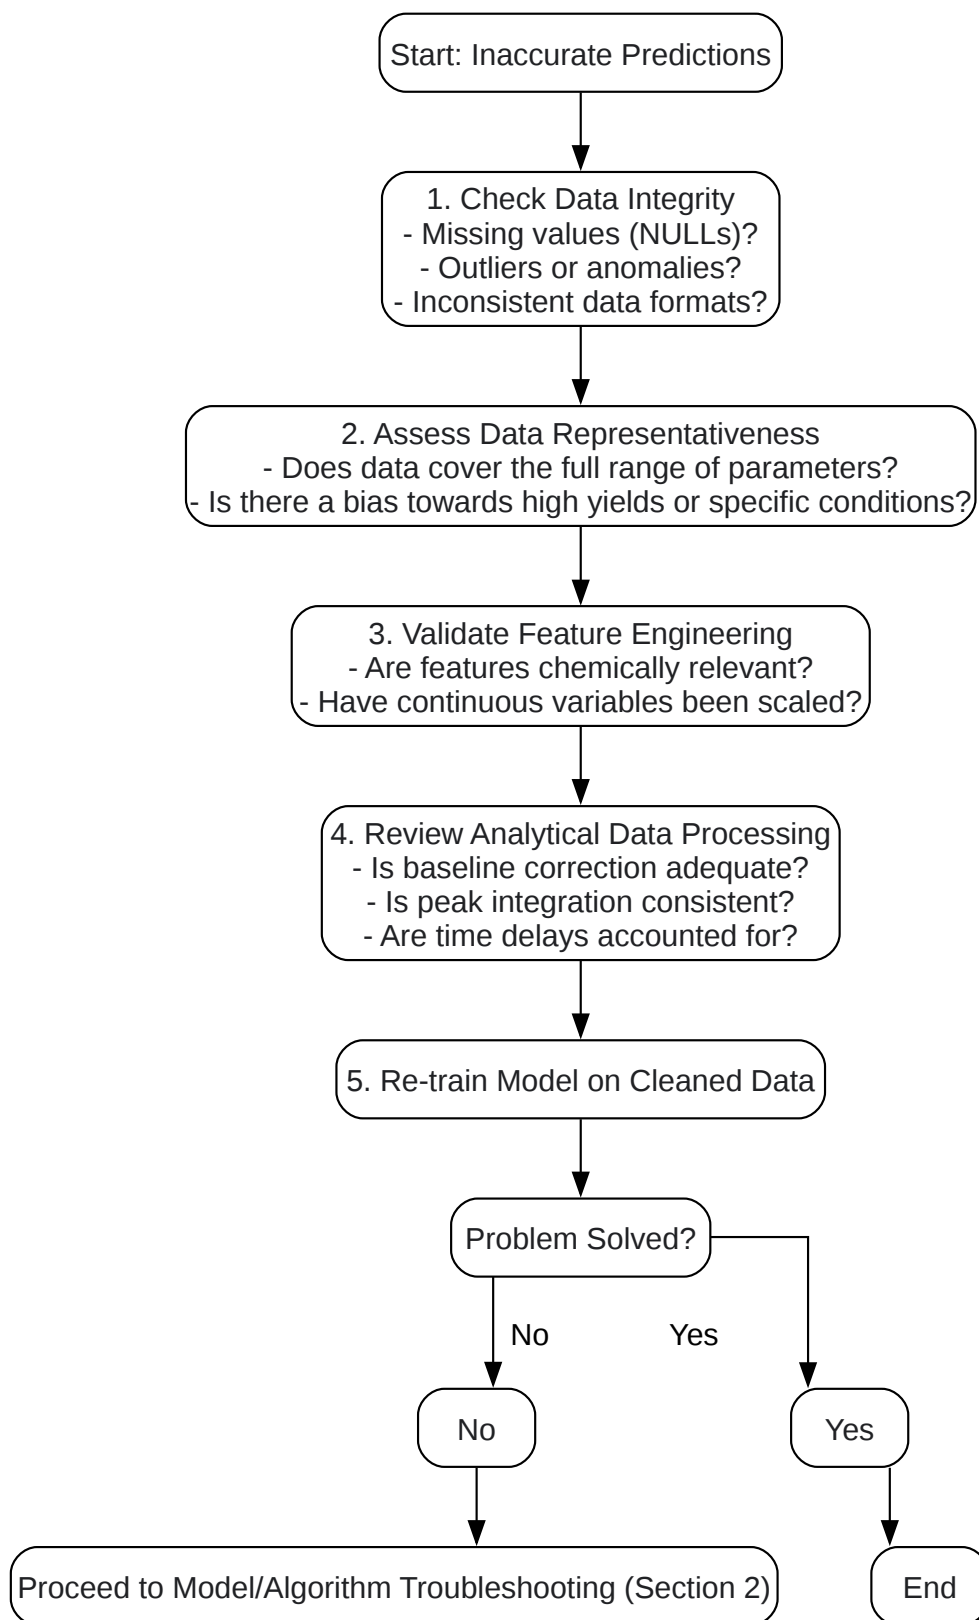 Start: Inaccurate Predictions
1. Check Data Integrity
- Missing values (NULLs)?
- Outliers or anomalies?
- Inconsistent data formats?
2. Assess Data Representativeness
- Does data cover the full range of parameters?
- Is there a bias towards high yields or specific conditions?
3. Validate Feature Engineering
- Are features chemically relevant?
- Have continuous variables been scaled?
4. Review Analytical Data Processing
- Is baseline correction adequate?
- Is peak integration consistent?
- Are time delays accounted for?
5. Re-train Model on Cleaned Data
Problem Solved?
No
Yes
No
Yes
Proceed to Model/Algorithm Troubleshooting (Section 2)
End